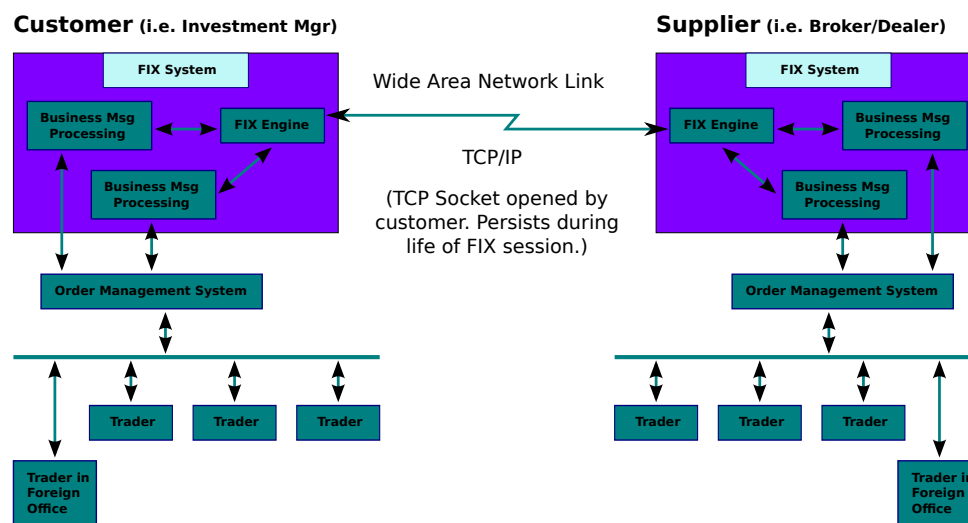 Customer (i.e. Investment Mgr)
FIX System
Business Msg
Processing
FIX Engine
Business Msg
Processing
Order Management System
Trader
Trader
Trader
Trader in
Foreign
Office
Wide Area Network Link
TCP/IP
(TCP Socket opened by
customer. Persists during
life of FIX session.)
Supplier (i.e. Broker/Dealer)
FIX System
FIX Engine
Business Msg
Processing
Business Msg
Processing
Order Management System
Trader
Trader
Trader
Trader in
Foreign
Office